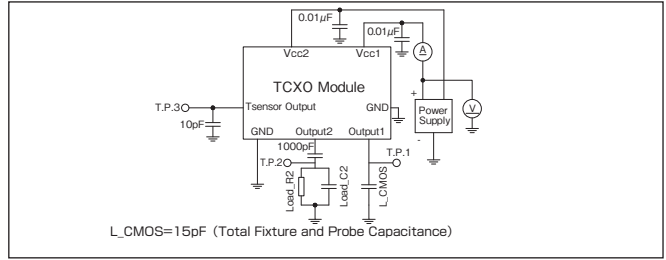 0.01μF
0.01μF
Vcc2
Vcc1
A
TCXO Module
+
T.P.3
Tsensor Output
GND
Power
Supply
V
10pF
GND
Output2
Output1
-
1000pF
T.P.2
T.P.1
Load_R2
Load_C2
L_CMOS
L_CMOS=15pF (Total Fixture and Probe Capacitance)